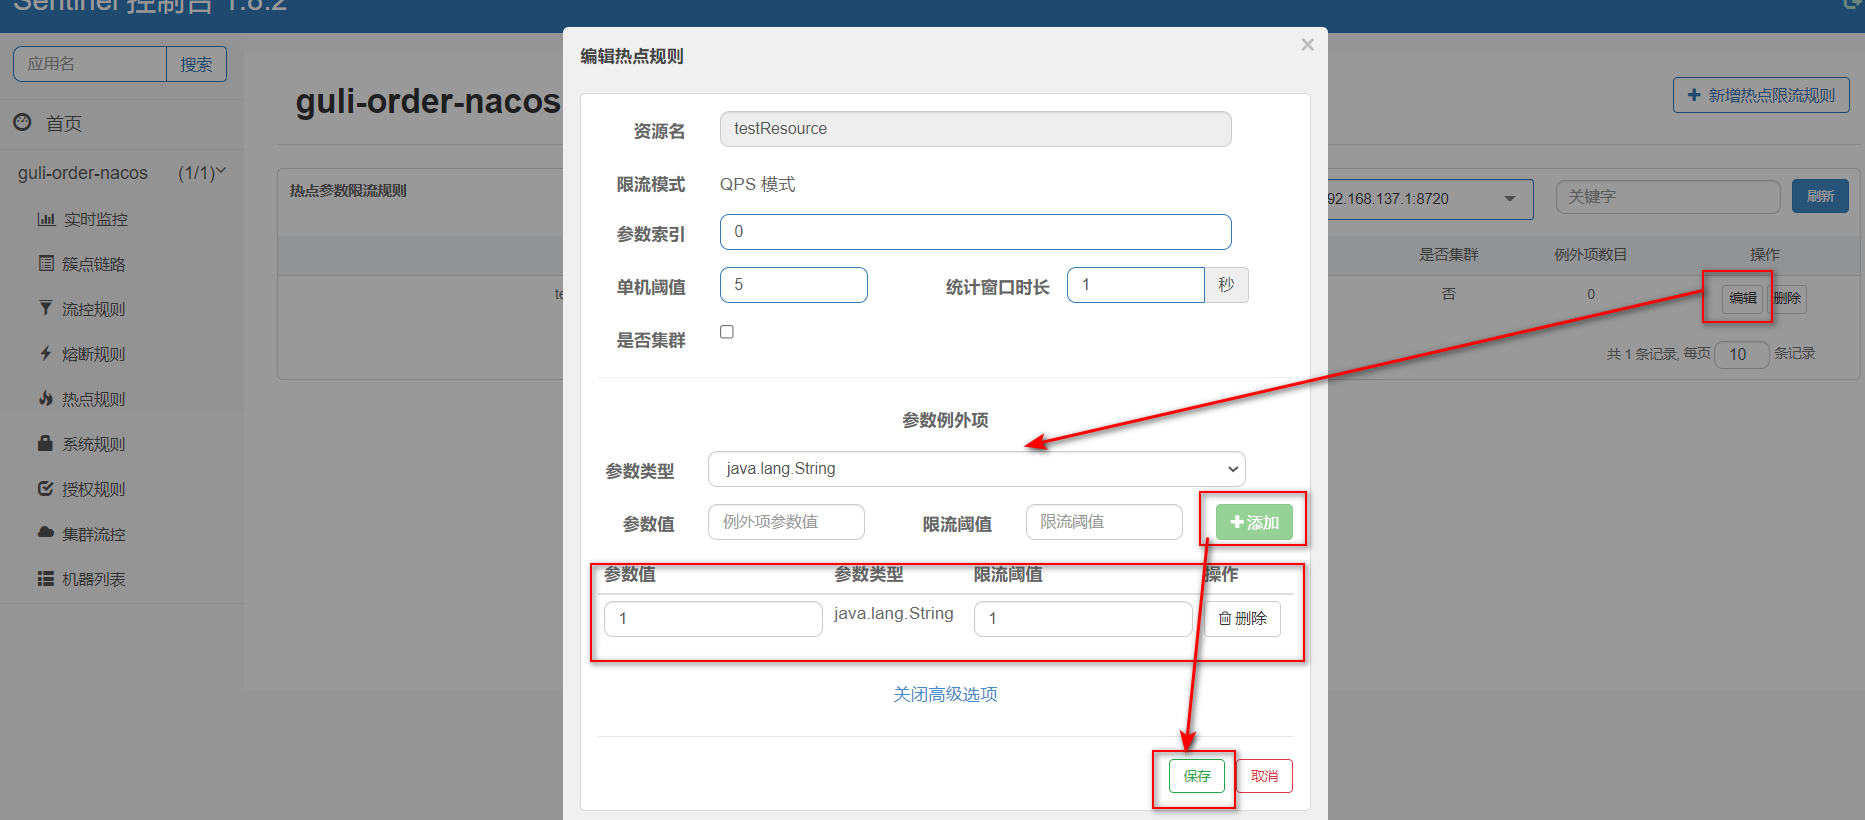 Sentinel 控制台 1.8.2
应用名
搜索
首页
guli-order-nacos (1/1)
实时监控
簇点链路
流控规则
熔断规则
热点规则
系统规则
授权规则
集群流控
机器列表
guli-order-nacos
新增热点限流规则
热点参数限流规则
92.168.137.1:8720
关键字
刷新
是否集群 例外项数目 操作
te
否 0 编辑 删除
共 1 条记录, 每页 10 条记录
编辑热点规则
×
资源名 testResource
限流模式 QPS 模式
参数索引 0
单机阈值 5 统计窗口时长 1 秒
是否集群
参数例外项
参数类型 java.lang.String
参数值 例外项参数值 限流阈值 限流阈值 添加
参数值 参数类型 限流阈值 操作
1 java.lang.String 1 删除
关闭高级选项
保存 取消